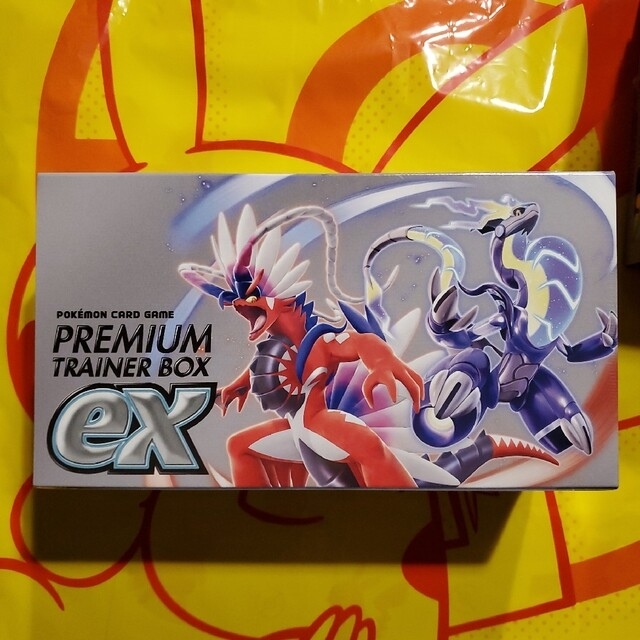 POKÉMON CARD GAME
PREMIUM
TRAINER BOX
ex